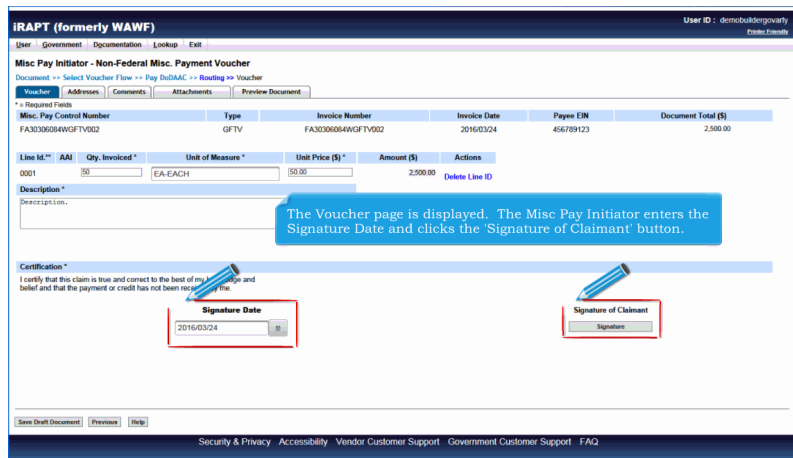 iRAPT (formerly WAWF)
User ID : demobuildergovarty
Printer Friendly
User Government Documentation Lookup Exit
Misc Pay Initiator - Non-Federal Misc. Payment Voucher
Document >> Select Voucher Flow >> Pay DoDAAC >> Routing >> Voucher
Voucher Addresses Comments Attachments Preview Document
* = Required Fields
Misc. Pay Control Number Type Invoice Number Invoice Date Payee EIN Document Total ($)
FA30306084WGFTV002 GFTV FA30306084WGFTV002 2016/03/24 456789123 2,500.00
Line Id.** AAI Qty. Invoiced * Unit of Measure * Unit Price ($) * Amount ($) Actions
0001 50 EA-EACH 50.00 2,500.00 Delete Line ID
Description *
Description.
The Voucher page is displayed. The Misc Pay Initiator enters the
Signature Date and clicks the 'Signature of Claimant' button.
Certification *
I certify that this claim is true and correct to the best of my and
belief and that the payment or credit has not been by me.
Signature Date
2016/03/24
Signature of Claimant
Signature
Save Draft Document Previous Help
Security & Privacy Accessibility Vendor Customer Support Government Customer Support FAQ